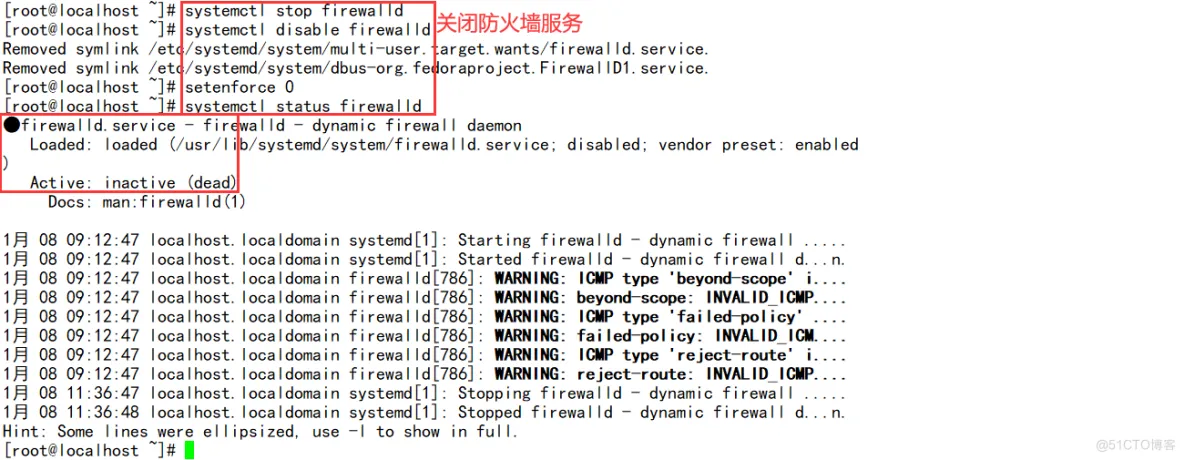 [root@localhost ~]# systemctl stop firewalld
[root@localhost ~]# systemctl disable firewalld
关闭防火墙服务
Removed symlink /etc/systemd/system/multi-user.target.wants/firewalld.service.
Removed symlink /etc/systemd/system/dbus-org.fedoraproject.FirewallD1.service.
[root@localhost ~]# setenforce 0
[root@localhost ~]# systemctl status firewalld
●firewalld.service - firewalld - dynamic firewall daemon
Loaded: loaded (/usr/lib/systemd/system/firewalld.service; disabled; vendor preset: enabled
)
Active: inactive (dead)
Docs: man:firewalld(1)
1月 08 09:12:47 localhost.localdomain systemd[1]: Starting firewalld - dynamic firewall .....
1月 08 09:12:47 localhost.localdomain systemd[1]: Started firewalld - dynamic firewall d...n.
1月 08 09:12:47 localhost.localdomain firewalld[786]: WARNING: ICMP type 'beyond-scope' i....
1月 08 09:12:47 localhost.localdomain firewalld[786]: WARNING: beyond-scope: INVALID_ICMP....
1月 08 09:12:47 localhost.localdomain firewalld[786]: WARNING: ICMP type 'failed-policy' ....
1月 08 09:12:47 localhost.localdomain firewalld[786]: WARNING: failed-policy: INVALID_ICM....
1月 08 09:12:47 localhost.localdomain firewalld[786]: WARNING: ICMP type 'reject-route' i....
1月 08 09:12:47 localhost.localdomain firewalld[786]: WARNING: reject-route: INVALID_ICMP....
1月 08 11:36:47 localhost.localdomain systemd[1]: Stopping firewalld - dynamic firewall .....
1月 08 11:36:48 localhost.localdomain systemd[1]: Stopped firewalld - dynamic firewall d...n.
Hint: Some lines were ellipsized, use -l to show in full.
[root@localhost ~]#
@51CTO博客